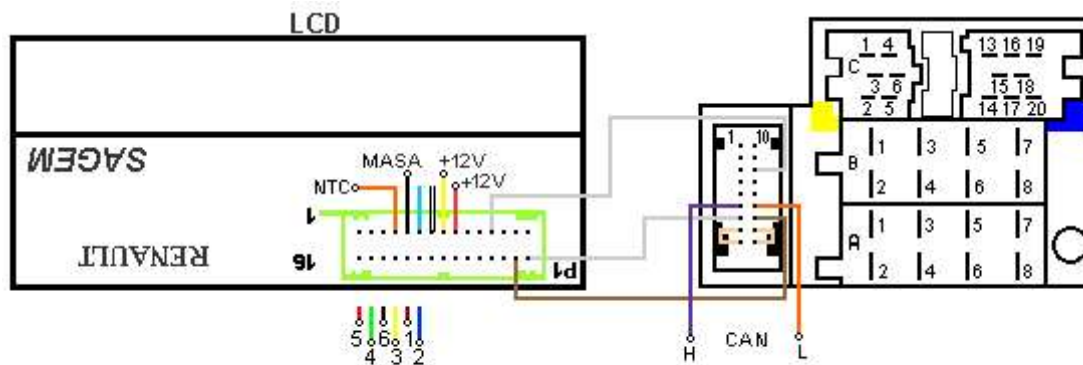 LCD
SAGEM
RENAULT
1
16
P1
NTC
MASA
+12V
+12V
5
4
6
3
1
2
1 10
H
CAN
L
C
1 4
3 6
2 5
13 16 19
15 18
14 17 20
B
1 3 5 7
2 4 6 8
A
1 3 5 7
2 4 6 8